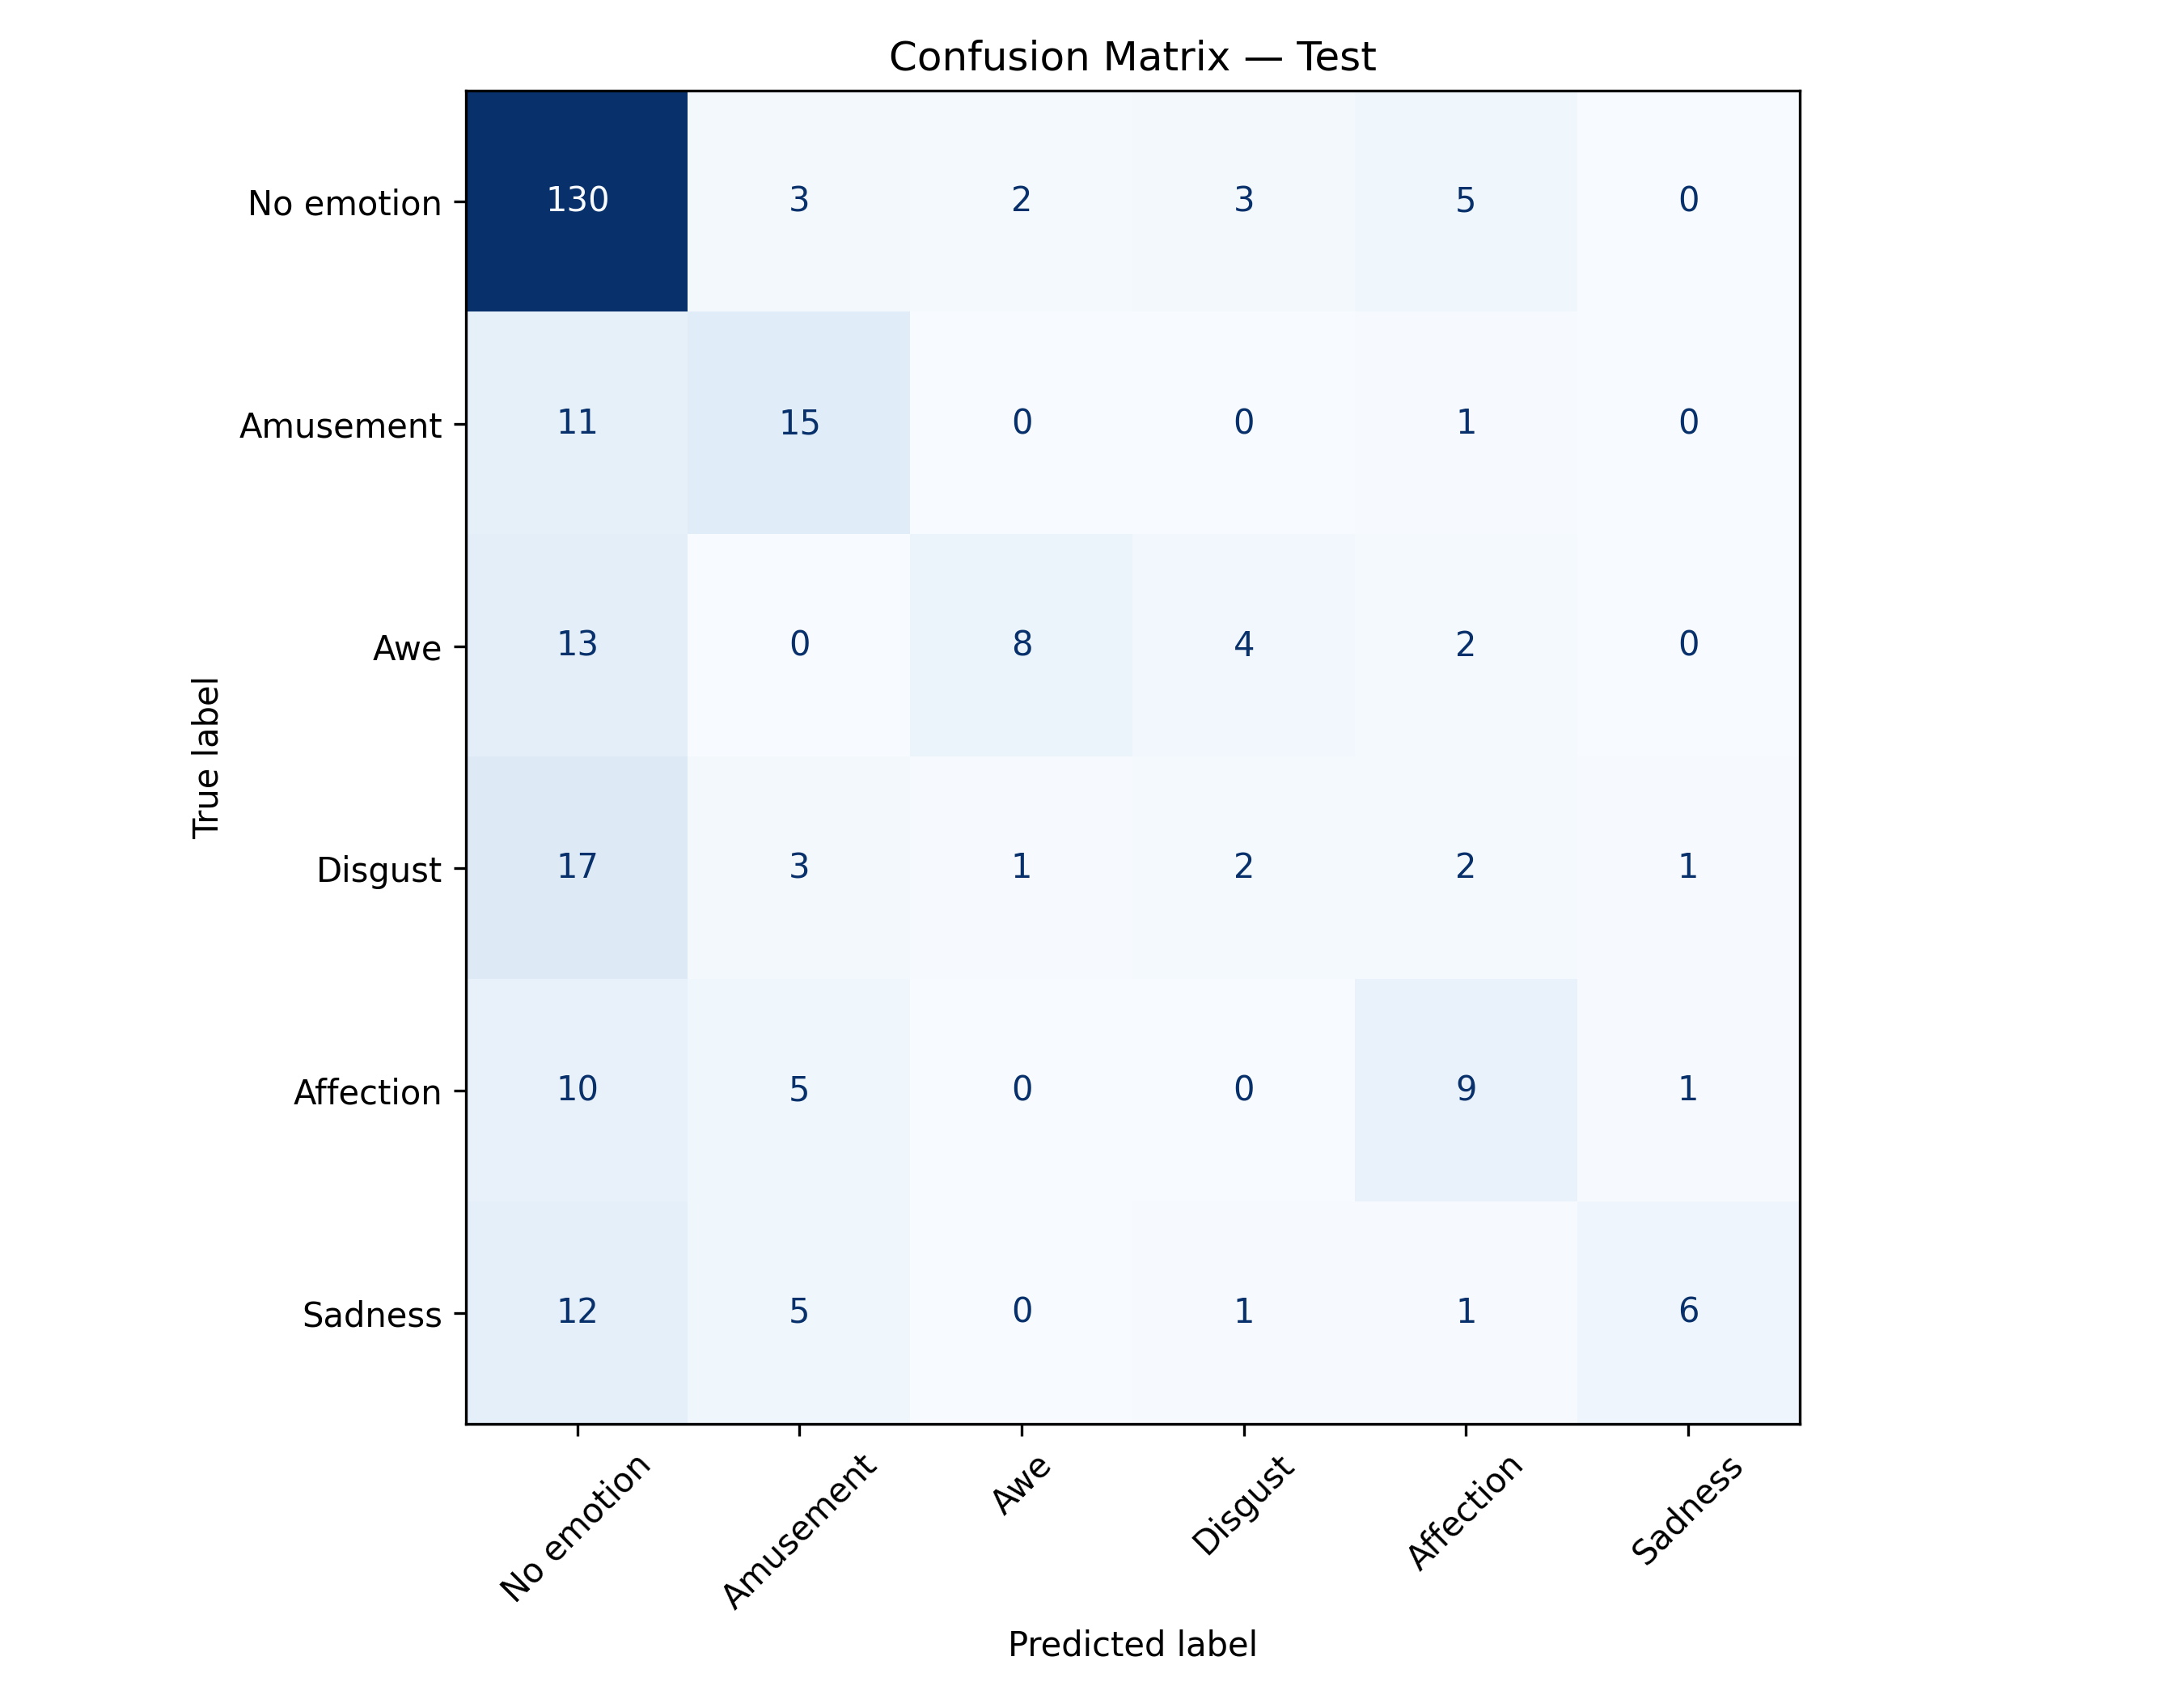 Confusion Matrix — Test
No emotion 130 3 2 3 5 0
Amusement 11 15 0 0 1 0
Awe 13 0 8 4 2 0
Disgust 17 3 1 2 2 1
Affection 10 5 0 0 9 1
Sadness 12 5 0 1 1 6
True label
No emotion Amusement Awe Disgust Affection Sadness
Predicted label